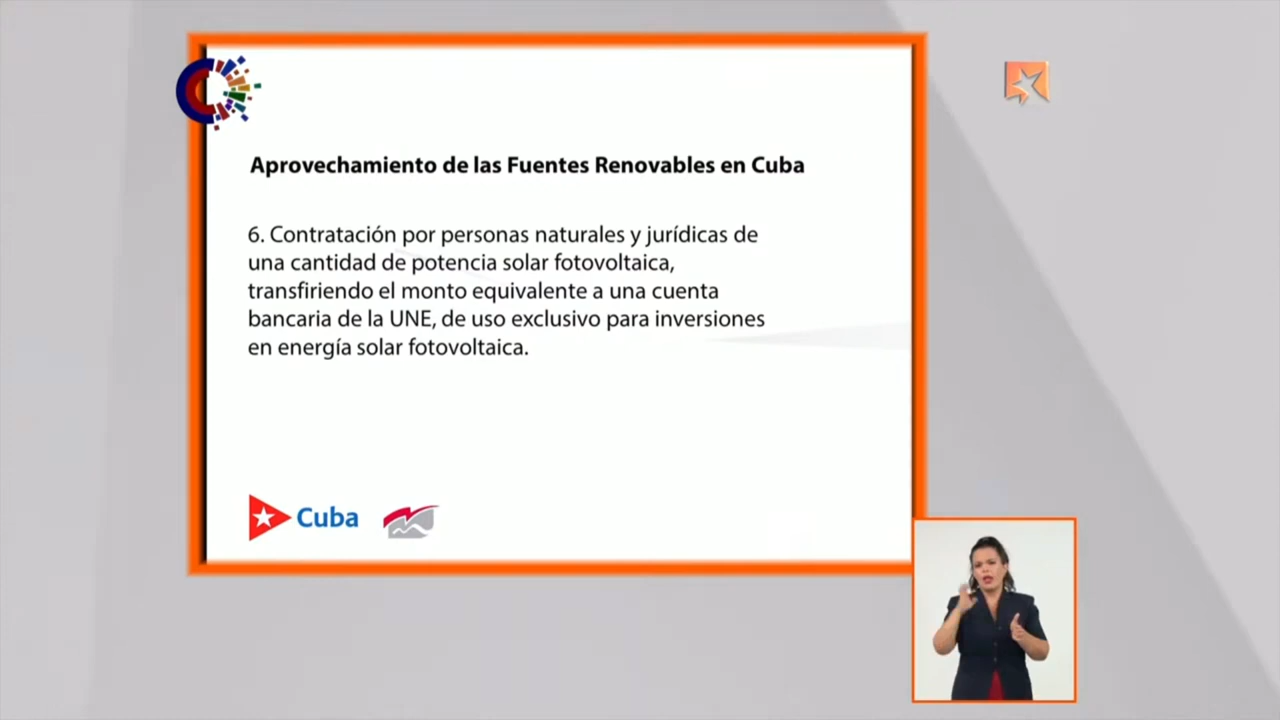 Aprovechamiento de las Fuentes Renovables en Cuba
6. Contratación por personas naturales y jurídicas de
una cantidad de potencia solar fotovoltaica,
transfiriendo el monto equivalente a una cuenta
bancaria de la UNE, de uso exclusivo para inversiones
en energía solar fotovoltaica.
Cuba